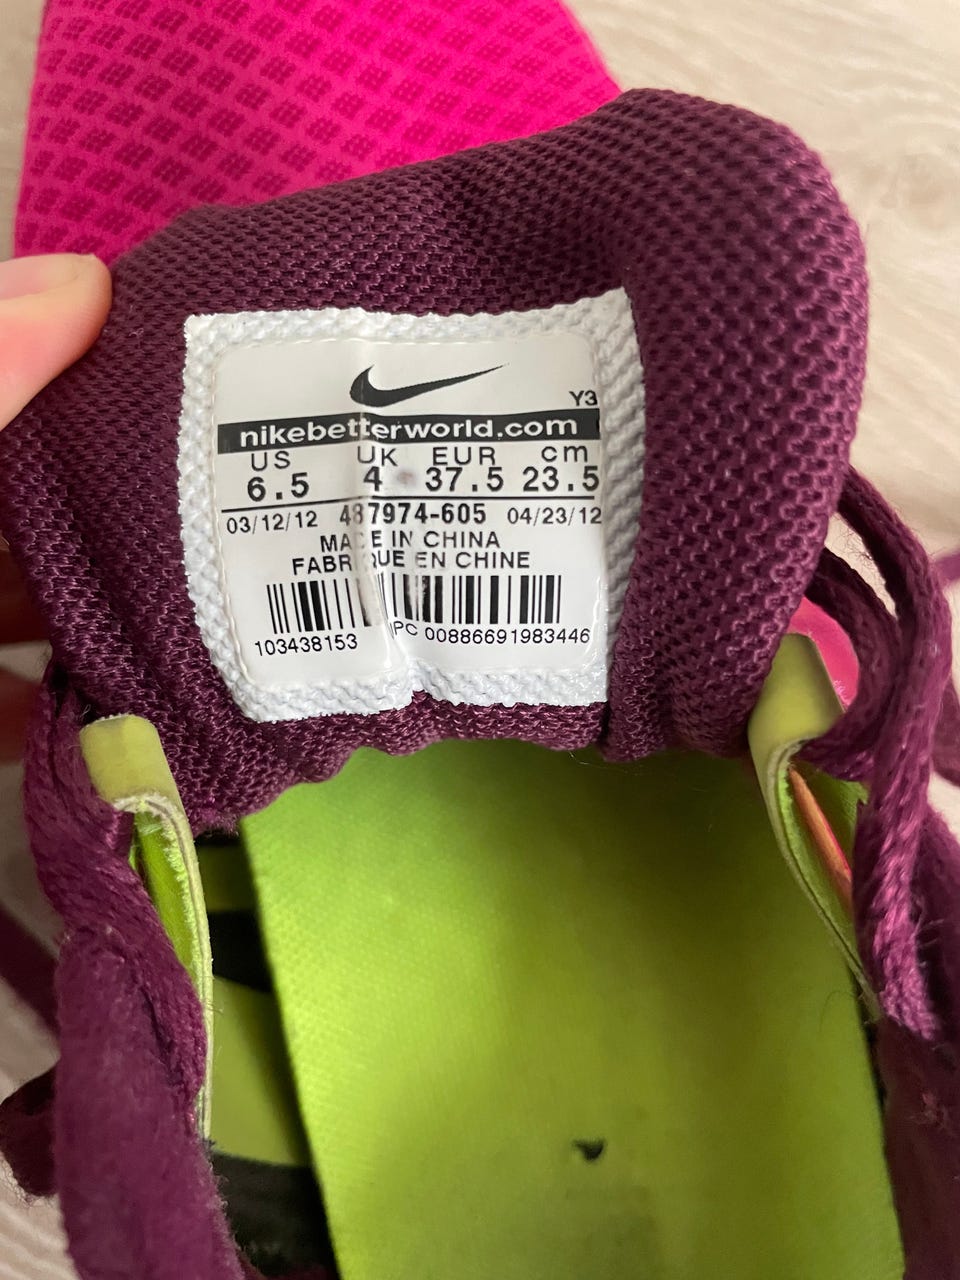 Y3
nikebetterworld.com
US UK EUR cm
6.5 4 37.5 23.5
03/12/12 487974-605 04/23/12
MADE IN CHINA
FABRIQUE EN CHINE
103438153 UPC 00886691983446